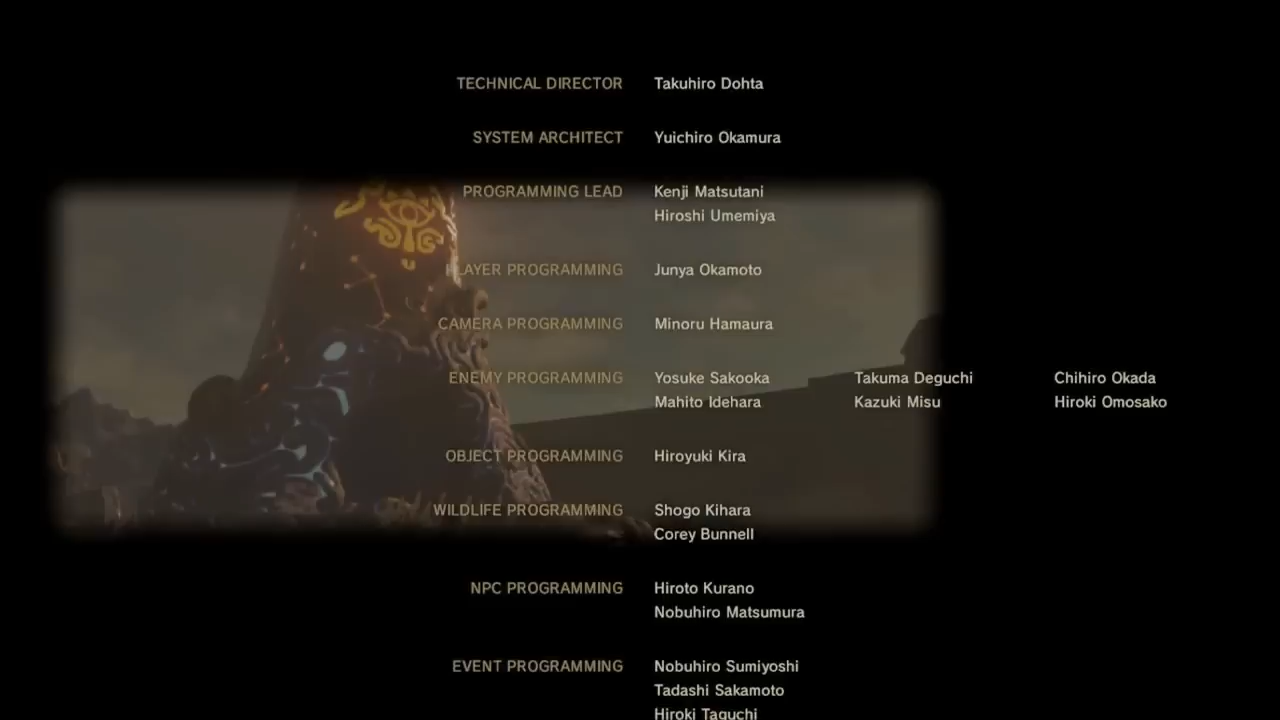 TECHNICAL DIRECTOR Takuhiro Dohta
SYSTEM ARCHITECT Yuichiro Okamura
PROGRAMMING LEAD Kenji Matsutani
Hiroshi Umemiya
PLAYER PROGRAMMING Junya Okamoto
CAMERA PROGRAMMING Minoru Hamaura
ENEMY PROGRAMMING Yosuke Sakooka Takuma Deguchi Chihiro Okada
Mahito Idehara Kazuki Misu Hiroki Omosako
OBJECT PROGRAMMING Hiroyuki Kira
WILDLIFE PROGRAMMING Shogo Kihara
Corey Bunnell
NPC PROGRAMMING Hiroto Kurano
Nobuhiro Matsumura
EVENT PROGRAMMING Nobuhiro Sumiyoshi
Tadashi Sakamoto
Hiroki Taguchi